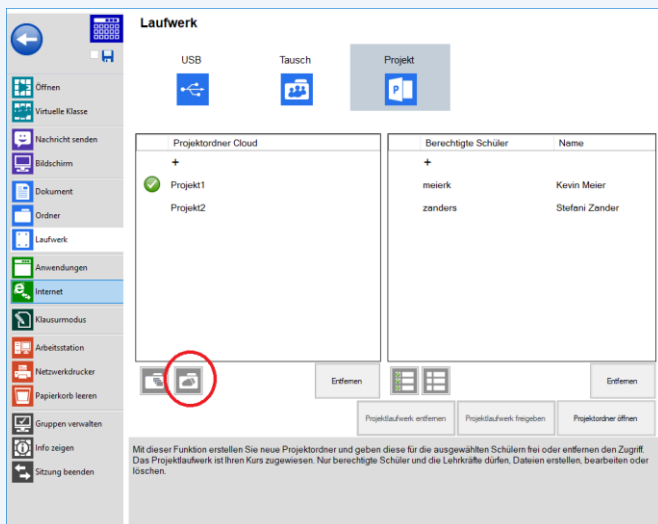 Laufwerk
USB
Tausch
Projekt
P
Öffnen
Virtuelle Klasse
Nachricht senden
Bildschirm
Dokument
Ordner
Laufwerk
Anwendungen
Internet
Klausurmodus
Arbeitsstation
Netzwerkdrucker
Papierkorb leeren
Gruppen verwalten
Info zeigen
Sitzung beenden
Projektordner Cloud
+
Projekt1
Projekt2
Berechtigte Schüler Name
+
meierk Kevin Meier
zanders Stefani Zander
Entfernen
Entfernen
Projektlaufwerk entfernen
Projektlaufwerk freigeben
Projektordner öffnen
Mit dieser Funktion erstellen Sie neue Projektordner und geben diese für die ausgewählten Schülern frei oder entfernen den Zugriff.
Das Projektlaufwerk ist Ihren Kurs zugewiesen. Nur berechtigte Schüler und die Lehrkräfte dürfen, Dateien erstellen, bearbeiten oder
löschen.